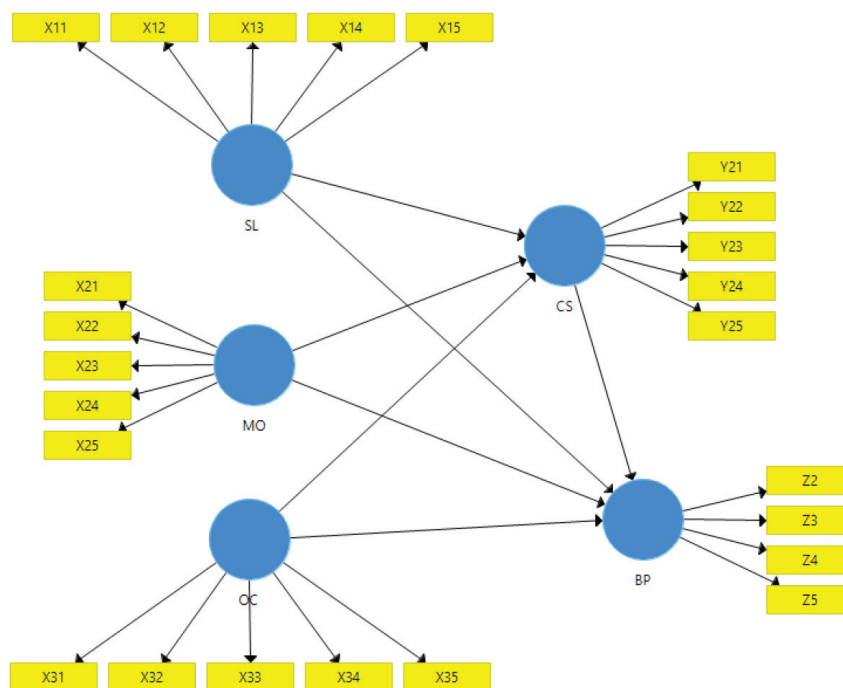 X11 X12 X13 X14 X15
SL
Y21
Y22
Y23
Y24
Y25
CS
X21
X22
X23
X24
X25
MO
Z2
Z3
Z4
Z5
BP
OC
X31 X32 X33 X34 X35